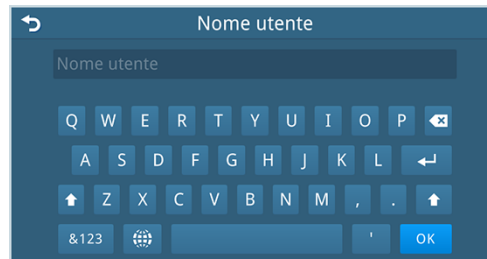 Nome utente
Nome utente
Q W E R T Y U I O P
A S D F G H J K L
Z X C V B N M , .
&123 ' OK